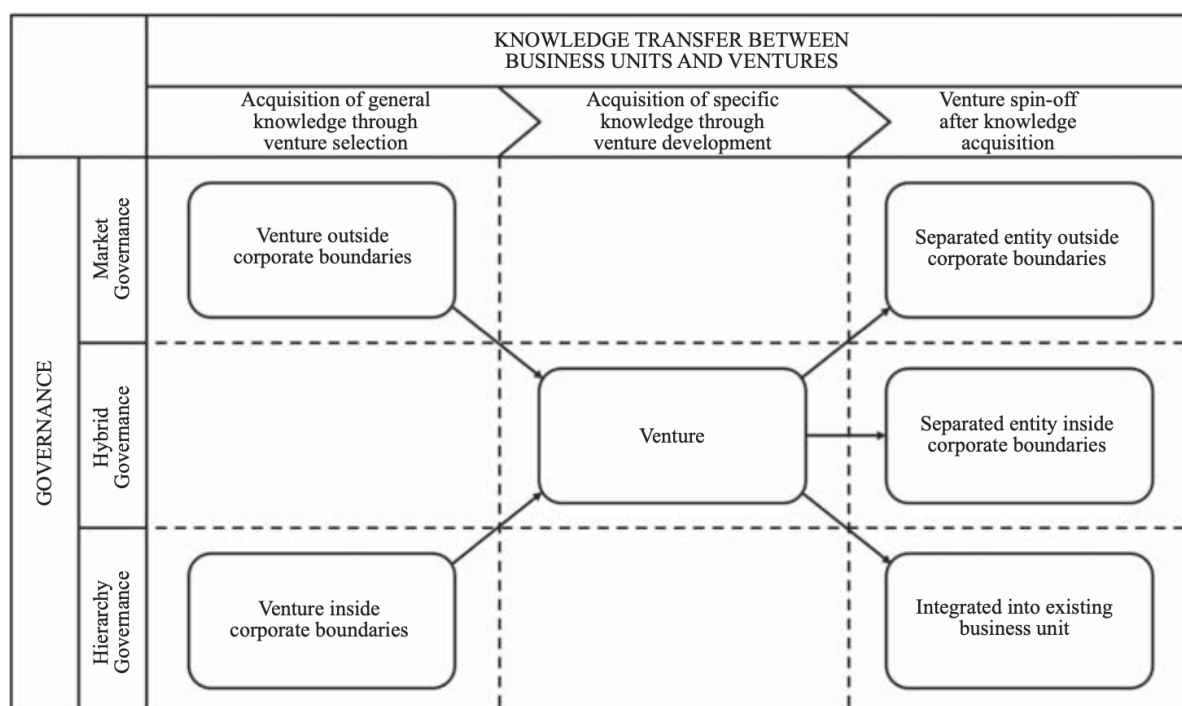 KNOWLEDGE TRANSFER BETWEEN
BUSINESS UNITS AND VENTURES
Acquisition of general
knowledge through
venture selection
Acquisition of specific
knowledge through
venture development
Venture spin-off
after knowledge
acquisition
GOVERNANCE
Market
Governance
Venture outside
corporate boundaries
Separated entity outside
corporate boundaries
Hybrid
Governance
Venture
Separated entity inside
corporate boundaries
Hierarchy
Governance
Venture inside
corporate boundaries
Integrated into existing
business unit